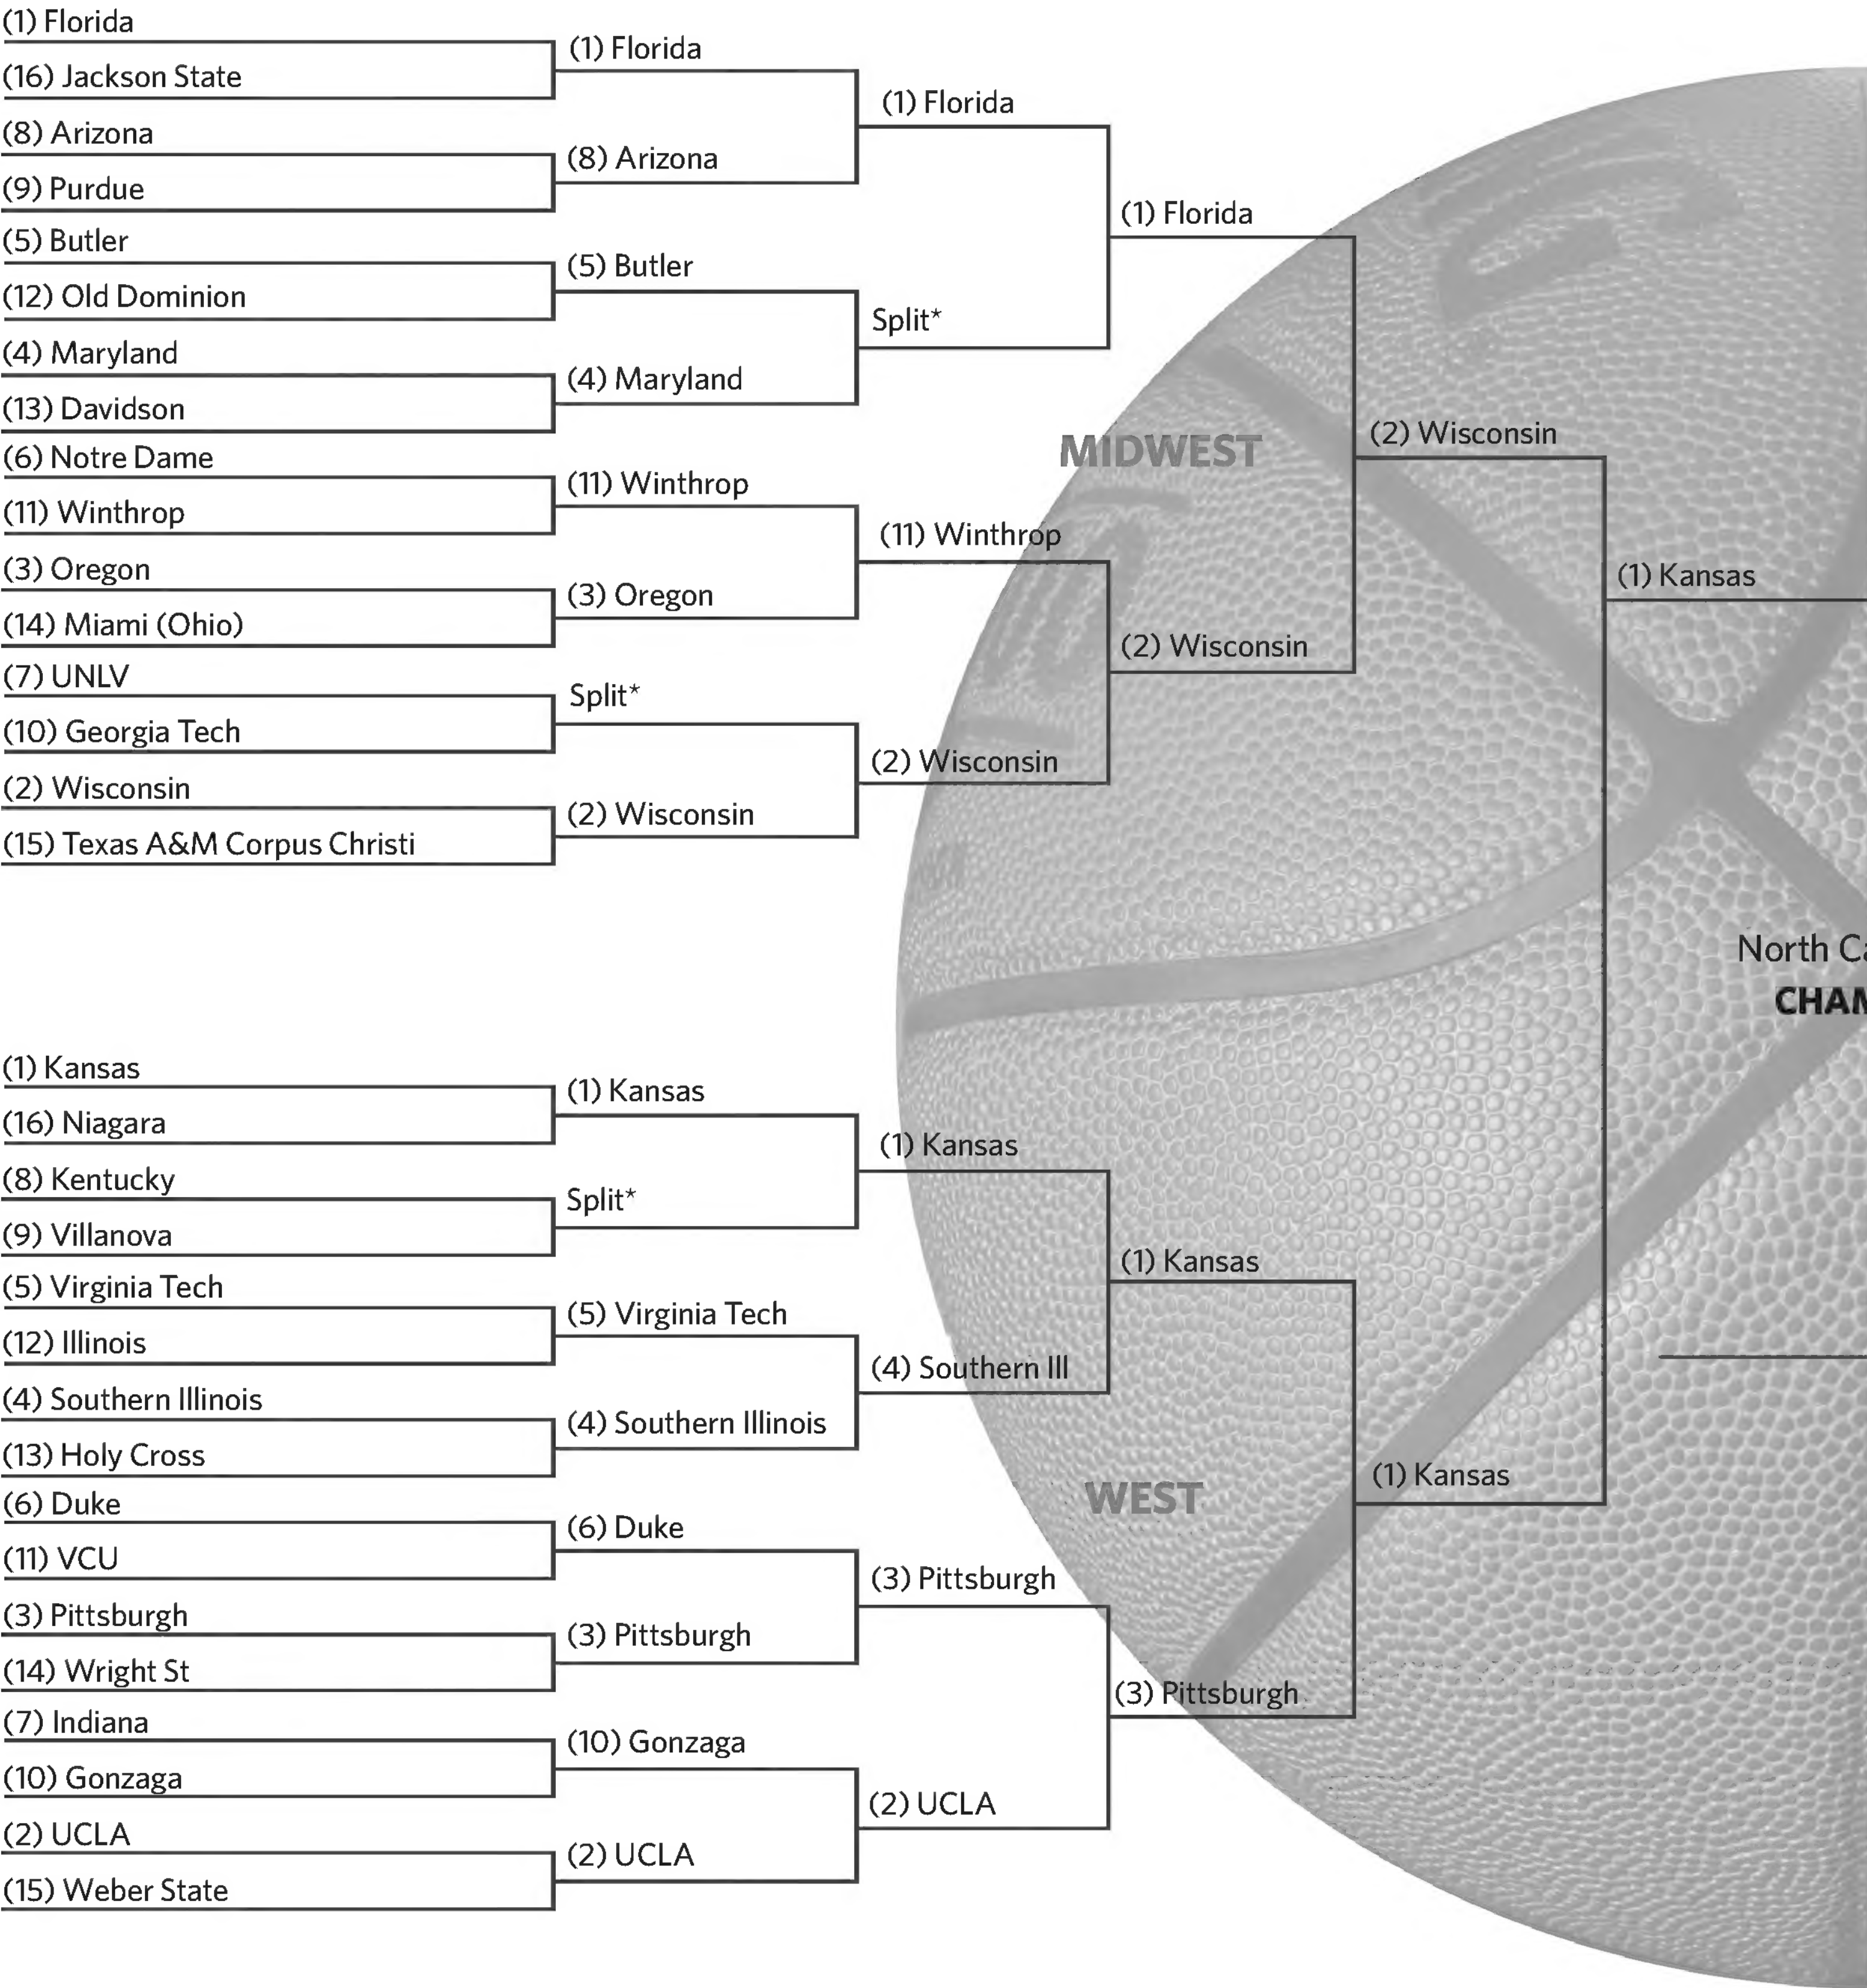 (1) Florida
(16) Jackson State
(8) Arizona
(9) Purdue
(5) Butler
(12) Old Dominion
(4) Maryland
(13) Davidson
(6) Notre Dame
(11) Winthrop
(3) Oregon
(14) Miami (Ohio)
(7) UNLV
(10) Georgia Tech
(2) Wisconsin
(15) Texas A&M Corpus Christi
(1) Florida
(8) Arizona
(5) Butler
(4) Maryland
(11) Winthrop
(3) Oregon
Split*
(2) Wisconsin
(1) Florida
Split*
(11) Winthrop
(2) Wisconsin
(1) Florida
(2) Wisconsin
MIDWEST
(2) Wisconsin
(1) Kansas
North Ca
CHAM
(1) Kansas
(16) Niagara
(8) Kentucky
(9) Villanova
(5) Virginia Tech
(12) Illinois
(4) Southern Illinois
(13) Holy Cross
(6) Duke
(11) VCU
(3) Pittsburgh
(14) Wright St
(7) Indiana
(10) Gonzaga
(2) UCLA
(15) Weber State
(1) Kansas
Split*
(5) Virginia Tech
(4) Southern Illinois
(6) Duke
(3) Pittsburgh
(10) Gonzaga
(2) UCLA
(1) Kansas
(4) Southern Ill
(3) Pittsburgh
(2) UCLA
(1) Kansas
(3) Pittsburgh
WEST
(1) Kansas